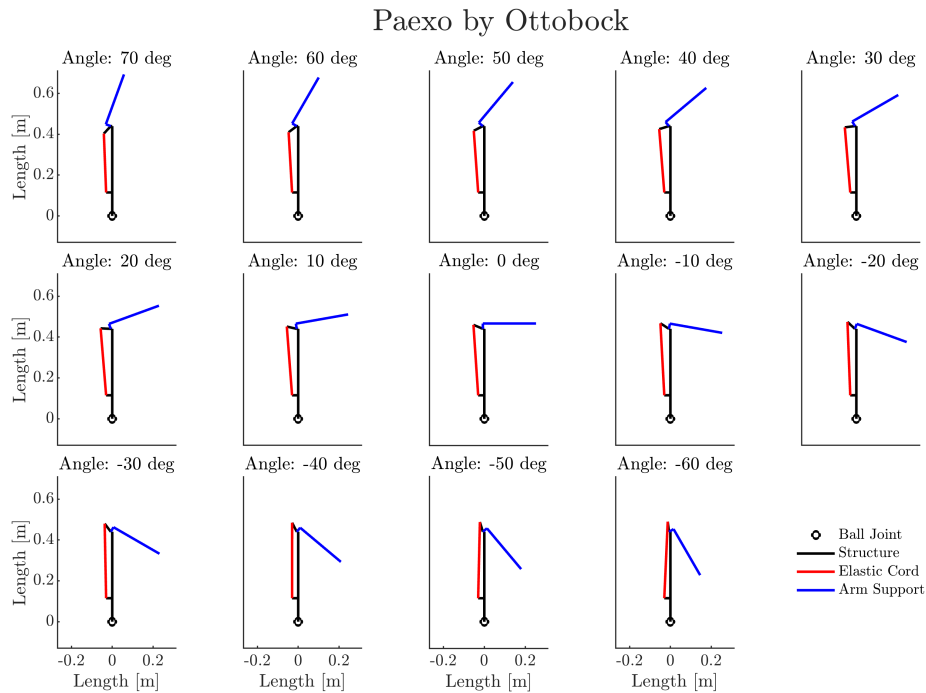 Paexo by Ottobock
Angle: 70 deg
Angle: 60 deg
Angle: 50 deg
Angle: 40 deg
Angle: 30 deg
Length [m]
0.6
0.4
0.2
0
Angle: 20 deg
Angle: 10 deg
Angle: 0 deg
Angle: -10 deg
Angle: -20 deg
Length [m]
0.6
0.4
0.2
0
Angle: -30 deg
Angle: -40 deg
Angle: -50 deg
Angle: -60 deg
Length [m]
0.6
0.4
0.2
0
-0.2 0 0.2
Length [m]
-0.2 0 0.2
Length [m]
-0.2 0 0.2
Length [m]
-0.2 0 0.2
Length [m]
Ball Joint
Structure
Elastic Cord
Arm Support